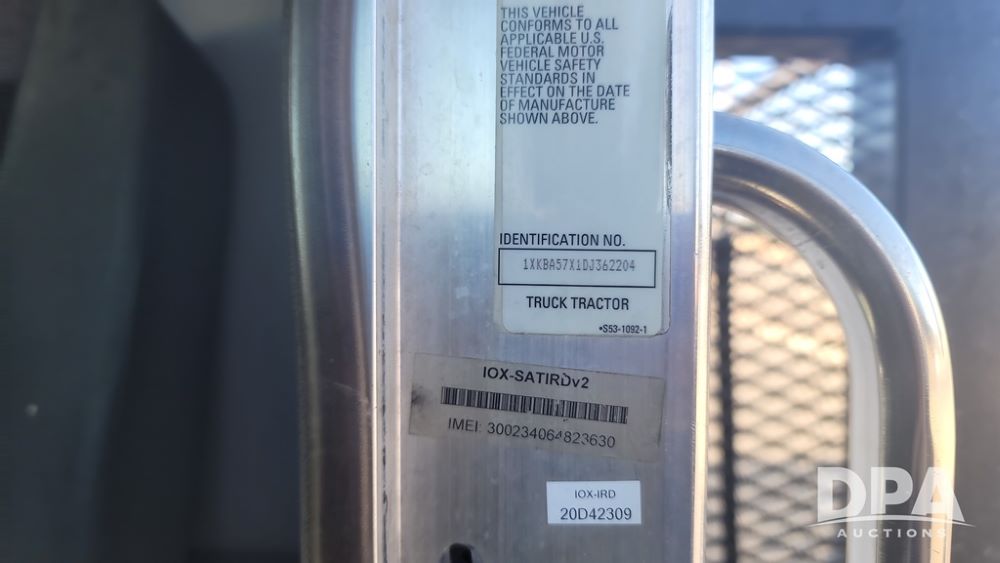 THIS VEHICLE
CONFORMS TO ALL
APPLICABLE U.S.
FEDERAL MOTOR
VEHICLE SAFETY
STANDARDS IN
EFFECT ON THE DATE
OF MANUFACTURE
SHOWN ABOVE.
IDENTIFICATION NO.
1XKBA57X1DJ362204
TRUCK TRACTOR
*S53-1092-1
IOX-SATIRDv2
IMEI: 300234064823630
IOX-IRD
20D42309
DPA
AUCTIONS